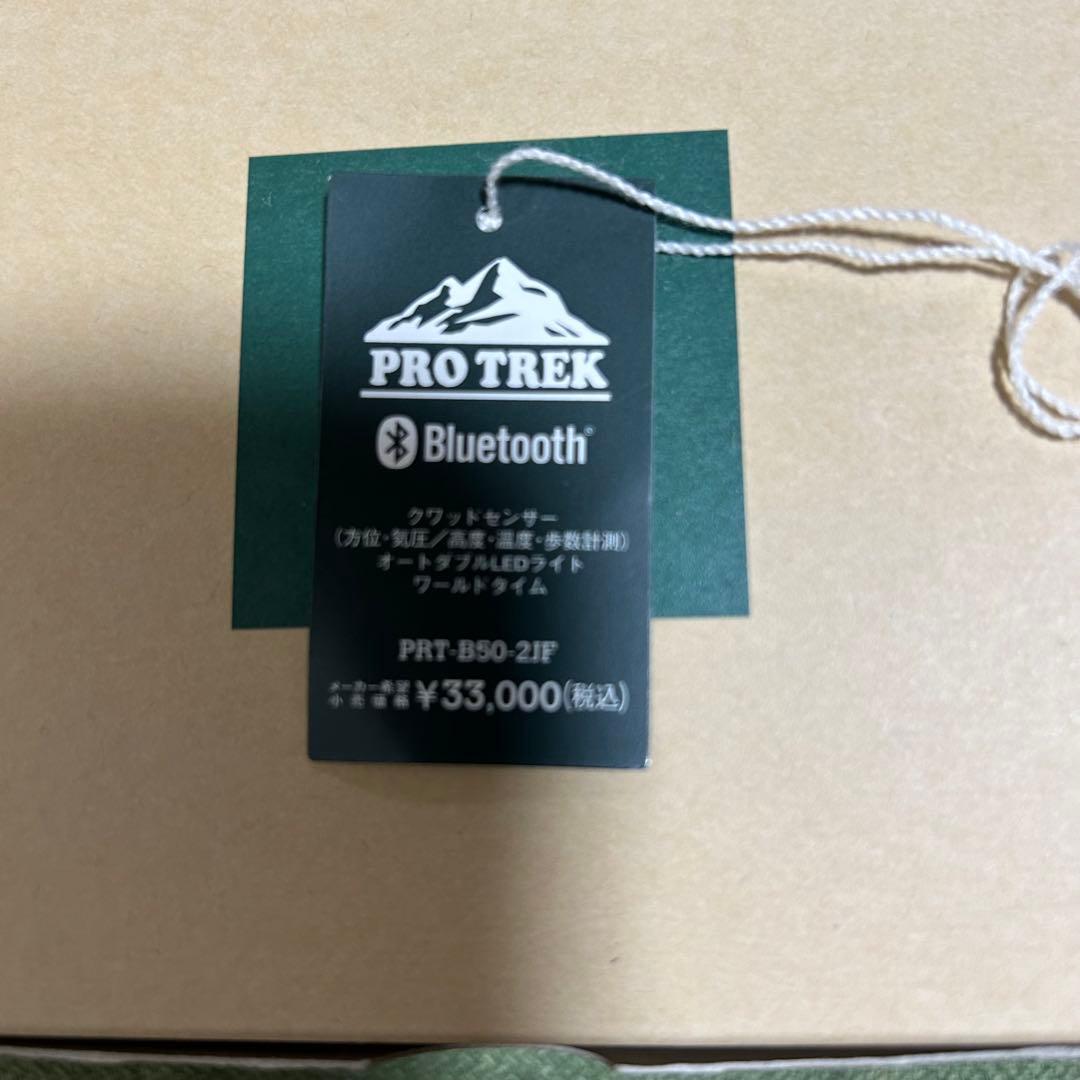 PRO TREK
Bluetooth®
クワッドセンサー
(方位・気圧/高度・温度・歩数計測)
オートダブルLEDライト
ワールドタイム
PRT-B50-2JF
メーカー希望
小売価格 ¥33,000(税込)